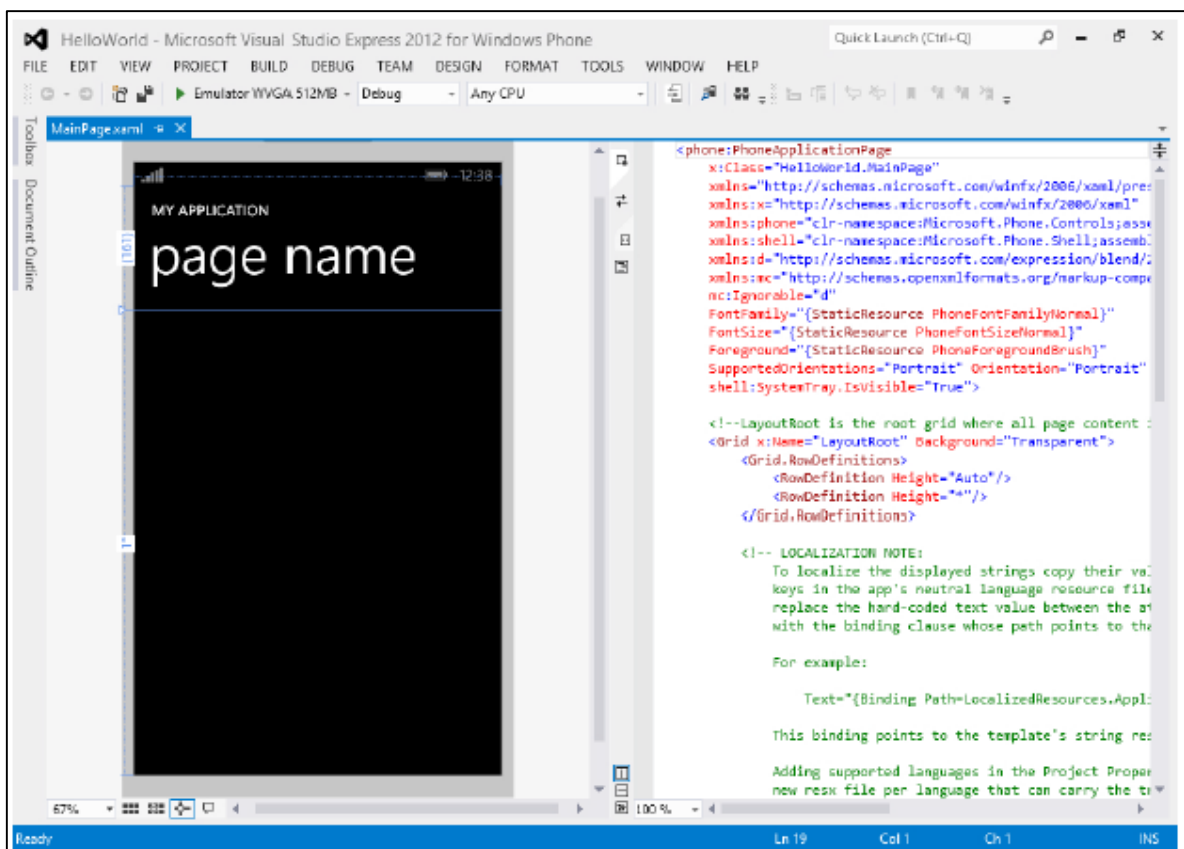 HelloWorld - Microsoft Visual Studio Express 2012 for Windows Phone
Quick Launch (Ctrl+Q)
FILE EDIT VIEW PROJECT BUILD DEBUG TEAM DESIGN FORMAT TOOLS WINDOW HELP
Emulator WVGA 512MB Debug Any CPU
Toolbox
Document Outline
MainPage.xaml
12:38
MY APPLICATION
page name
(161)
1*
<phone:PhoneApplicationPage
x:Class="HelloWorld.MainPage"
xmlns="http://schemas.microsoft.com/winfx/2006/xaml/pres
xmlns:x="http://schemas.microsoft.com/winfx/2006/xaml"
xmlns:phone="clr-namespace:Microsoft.Phone.Controls;asse
xmlns:shell="clr-namespace:Microsoft.Phone.Shell;assembl
xmlns:d="http://schemas.microsoft.com/expression/blend/2
xmlns:mc="http://schemas.openxmlformats.org/markup-compa
mc:Ignorable="d"
FontFamily="{StaticResource PhoneFontFamilyNormal}"
FontSize="{StaticResource PhoneFontSizeNormal}"
Foreground="{StaticResource PhoneForegroundBrush}"
SupportedOrientations="Portrait" Orientation="Portrait"
shell:SystemTray.IsVisible="True">
<!--LayoutRoot is the root grid where all page content
<Grid x:Name="LayoutRoot" Background="Transparent">
<Grid.RowDefinitions>
<RowDefinition Height="Auto"/>
<RowDefinition Height="*"/>
</Grid.RowDefinitions>
<!-- LOCALIZATION NOTE:
To localize the displayed strings copy their val
keys in the app's neutral language resource file
replace the hard-coded text value between the at
with the binding clause whose path points to tha
For example:
Text="{Binding Path=LocalizedResources.Appl
This binding points to the template's string res
Adding supported languages in the Project Proper
new resx file per language that can carry the tr
67%
100 %
Ready Ln 19 Col 1 Ch 1 INS